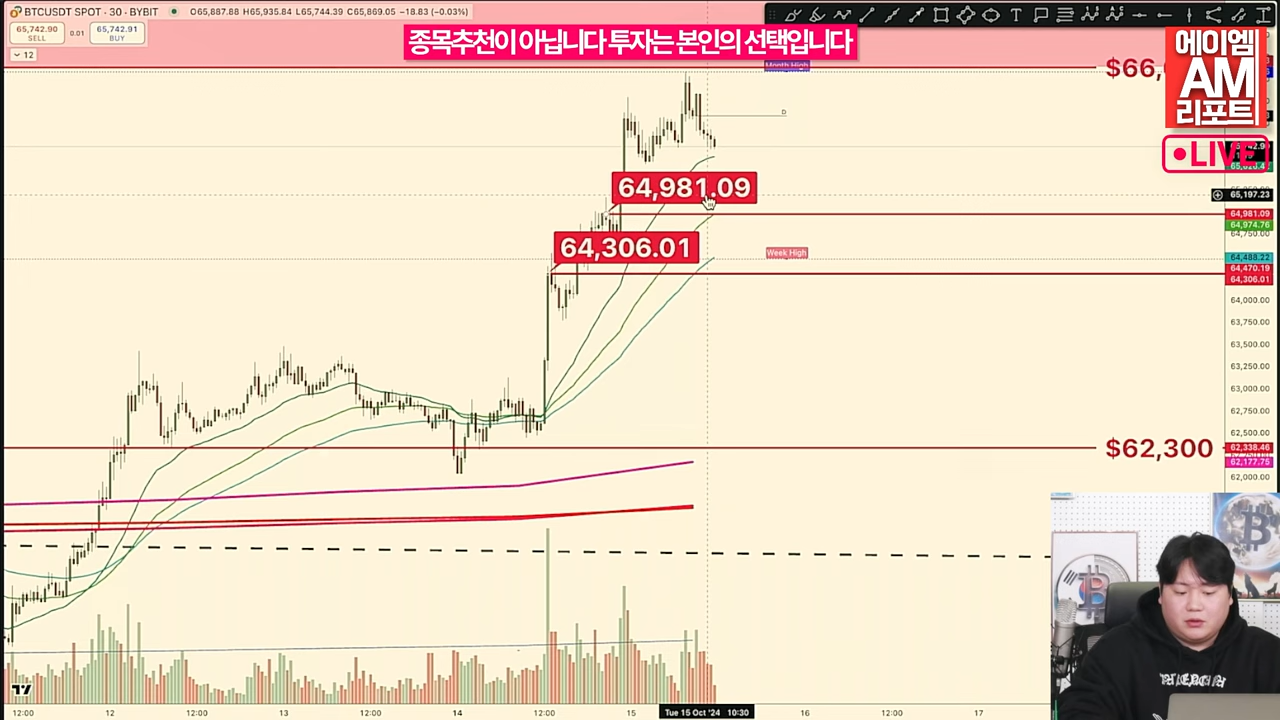 BTCUSDT SPOT · 30 · BYBIT O65,887.88 H65,935.84 L65,744.39 C65,869.05 −18.83 (−0.03%)
65,742.90 SELL 0.01 65,742.91 BUY
12
종목추천이 아닙니다 투자는 본인의 선택입니다
Month High
$66,
에이엠
AM
리포트
LIVE
D
64,981.09
65,197.23
64,981.09
64,974.76
64,750.00
64,306.01
Week High
64,488.22
64,470.19
64,306.01
64,000.00
63,750.00
63,500.00
63,250.00
63,000.00
62,750.00
62,500.00
$62,300
62,338.46
62,177.75
62,000.00
12:00 12 12:00 13 12:00 14 12:00 15 Tue 15 Oct '24 10:30 16 12:00 17